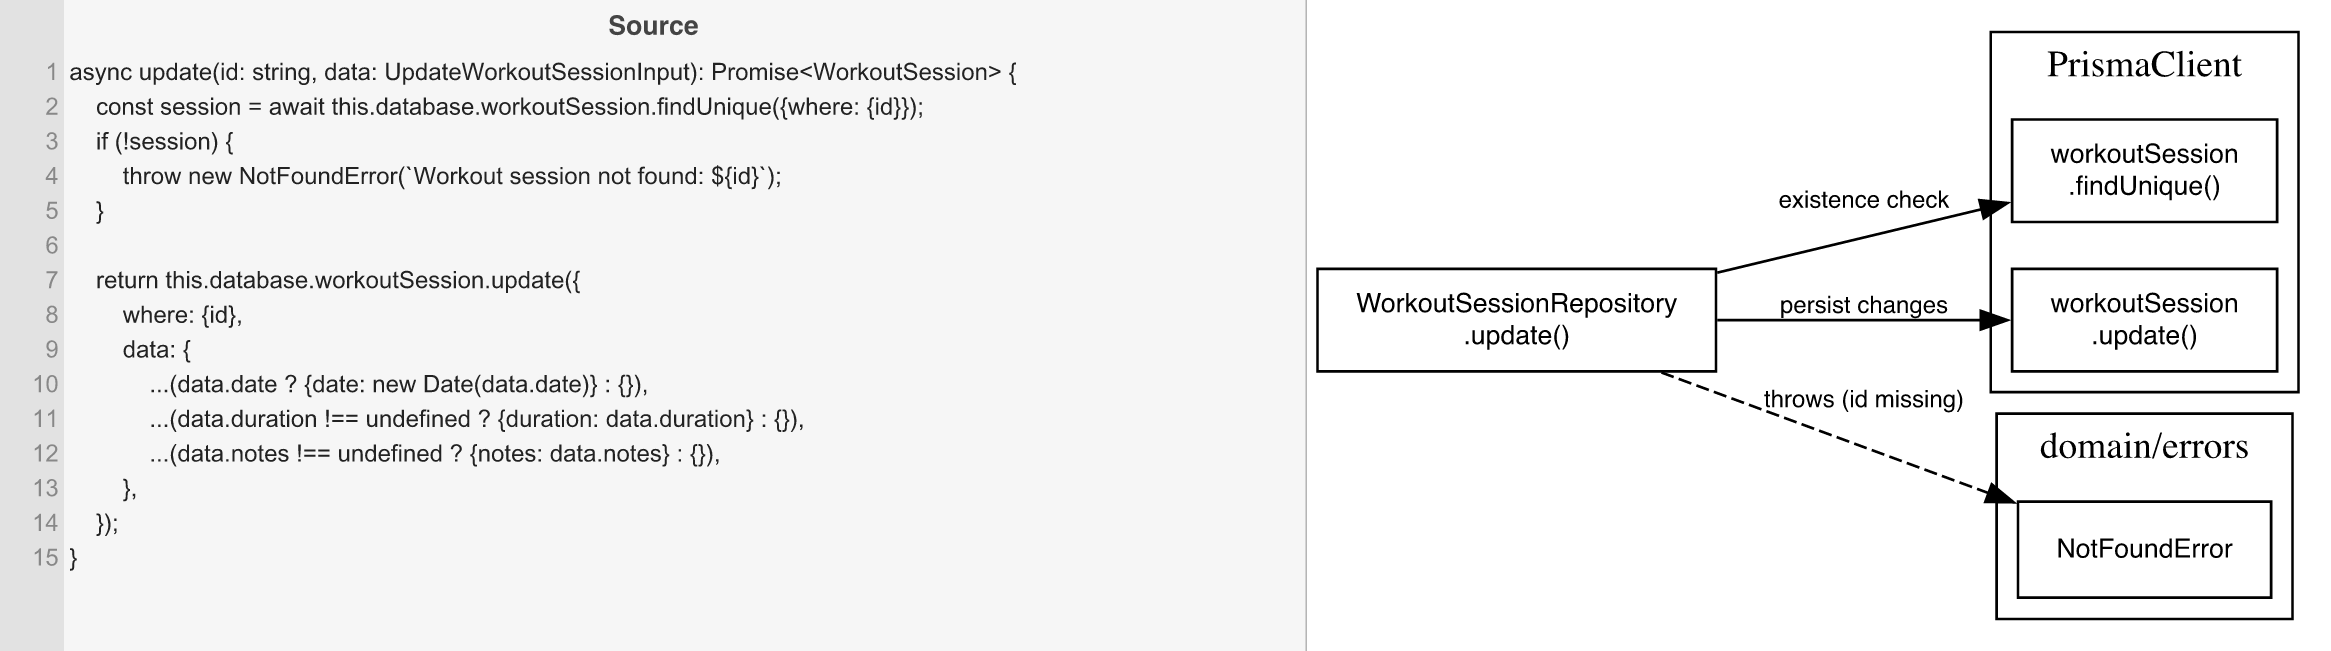 Source
1 async update(id: string, data: UpdateWorkoutSessionInput): Promise<WorkoutSession> {
2 const session = await this.database.workoutSession.findUnique({where: {id}});
3 if (!session) {
4 throw new NotFoundError(`Workout session not found: ${id}`);
5 }
6
7 return this.database.workoutSession.update({
8 where: {id},
9 data: {
10 ...(data.date ? {date: new Date(data.date)} : {}),
11 ...(data.duration !== undefined ? {duration: data.duration} : {}),
12 ...(data.notes !== undefined ? {notes: data.notes} : {}),
13 },
14 });
15 }
WorkoutSessionRepository
.update()
existence check
persist changes
throws (id missing)
PrismaClient
workoutSession
.findUnique()
workoutSession
.update()
domain/errors
NotFoundError